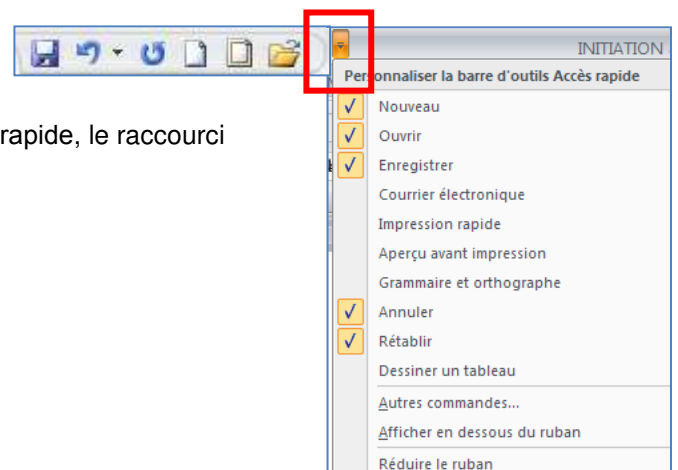 INITIATION
Personnaliser la barre d'outils Accès rapide
Nouveau
rapide, le raccourci
Ouvrir
Enregistrer
Courrier électronique
Impression rapide
Aperçu avant impression
Grammaire et orthographe
Annuler
Rétablir
Dessiner un tableau
Autres commandes...
Afficher en dessous du ruban
Réduire le ruban